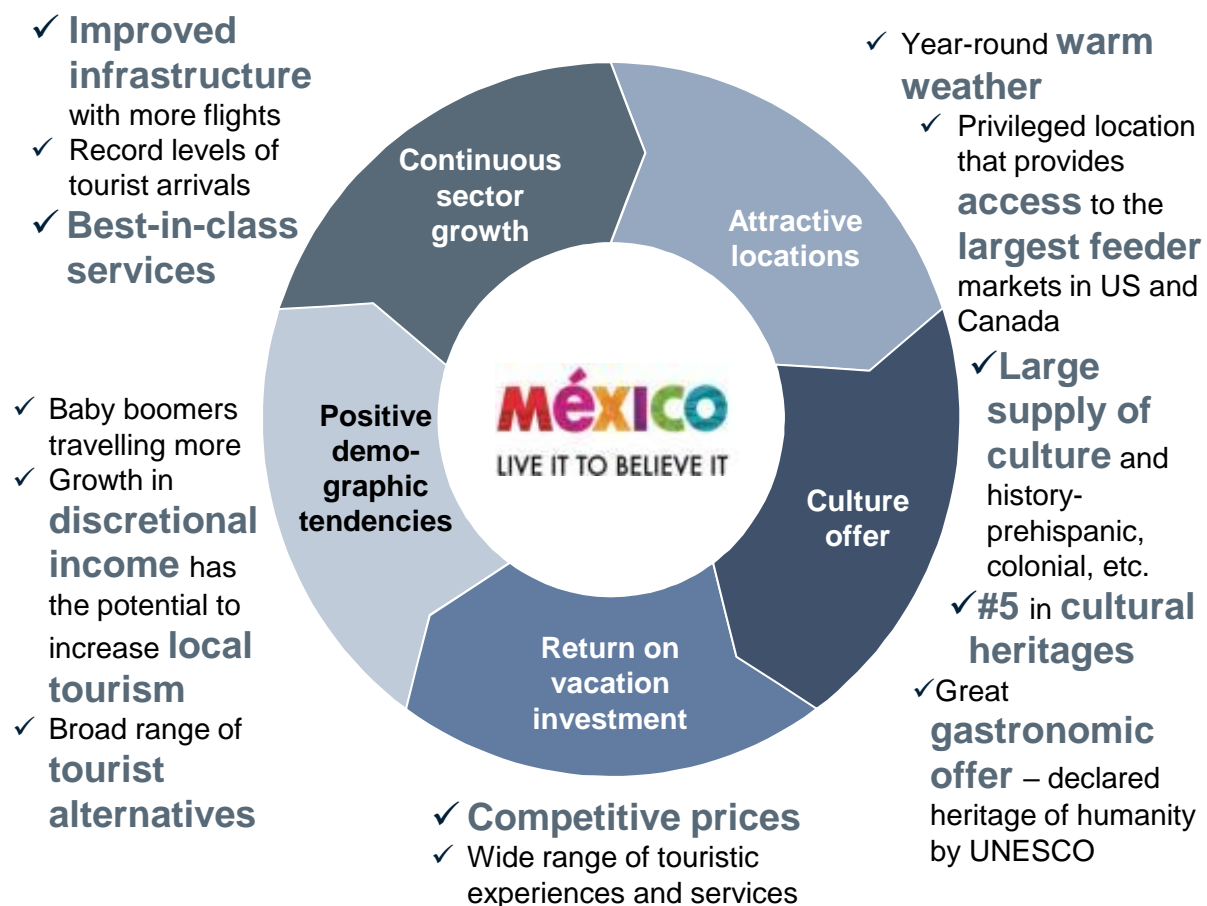 ✓ Improved
infrastructure
with more flights
✓ Record levels of
tourist arrivals
✓ Best-in-class
services
Continuous
sector
growth
Attractive
locations
✓ Year-round warm
weather
✓ Privileged location
that provides
access to the
largest feeder
markets in US and
Canada
Culture
offer
✓Large
supply of
culture and
history-
prehispanic,
colonial, etc.
✓#5 in cultural
heritages
✓Great
gastronomic
offer – declared
heritage of humanity
by UNESCO
Return on
vacation
investment
✓ Competitive prices
✓ Wide range of touristic
experiences and services
Positive
demo-
graphic
tendencies
✓ Baby boomers
travelling more
✓ Growth in
discretional
income has
the potential to
increase local
tourism
✓ Broad range of
tourist
alternatives
México
LIVE IT TO BELIEVE IT